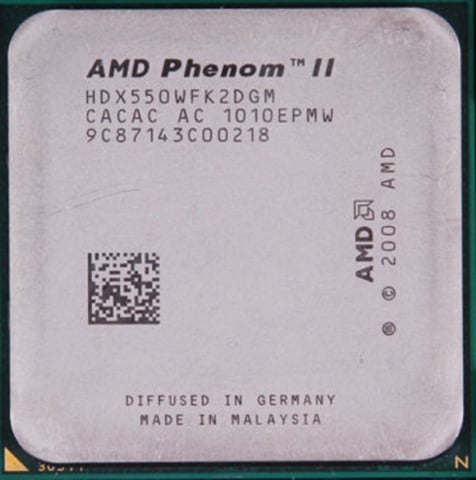 AMD Phenom™ II
HDX550WFK2DGM
CACAC AC 1010EPMW
9C87143C00218
AMD
® © 2008 AMD
DIFFUSED IN GERMANY
MADE IN MALAYSIA
N